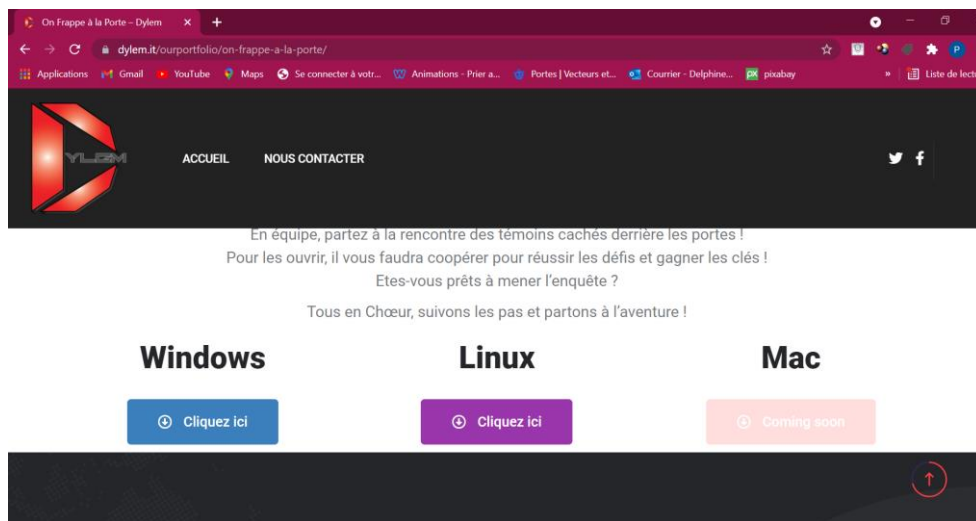 On Frappe à la Porte – Dylem
dylem.it/ourportfolio/on-frappe-a-la-porte/
Applications Gmail YouTube Maps Se connecter à votr... Animations - Prier a... Portes | Vecteurs et... Courrier - Delphine... pixabay » Liste de lectu
YLEM ACCUEIL NOUS CONTACTER
En équipe, partez à la rencontre des témoins cachés derrière les portes !
Pour les ouvrir, il vous faudra coopérer pour réussir les défis et gagner les clés !
Etes-vous prêts à mener l'enquête ?
Tous en Chœur, suivons les pas et partons à l'aventure !
Windows Linux Mac
Cliquez ici Cliquez ici Coming soon